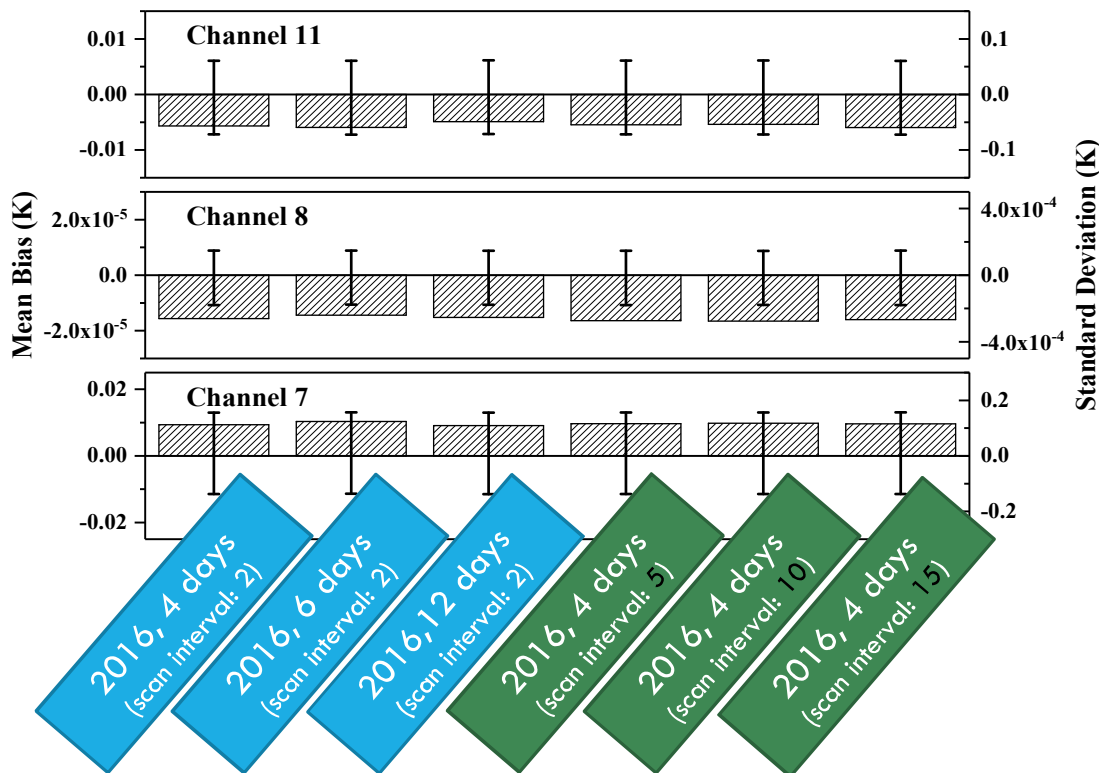 Channel 11
0.01
0.00
-0.01
0.1
0.0
-0.1
Channel 8
2.0x10⁻⁵
0.0
-2.0x10⁻⁵
4.0x10⁻⁴
0.0
-4.0x10⁻⁴
Channel 7
0.02
0.00
-0.02
0.2
0.0
-0.2
Mean Bias (K)
Standard Deviation (K)
2016, 4 days
(scan interval: 2)
2016, 6 days
(scan interval: 2)
2016,12 days
(scan interval: 2)
2016, 4 days
(scan interval: 5)
2016, 4 days
(scan interval: 10)
2016, 4 days
(scan interval: 15)